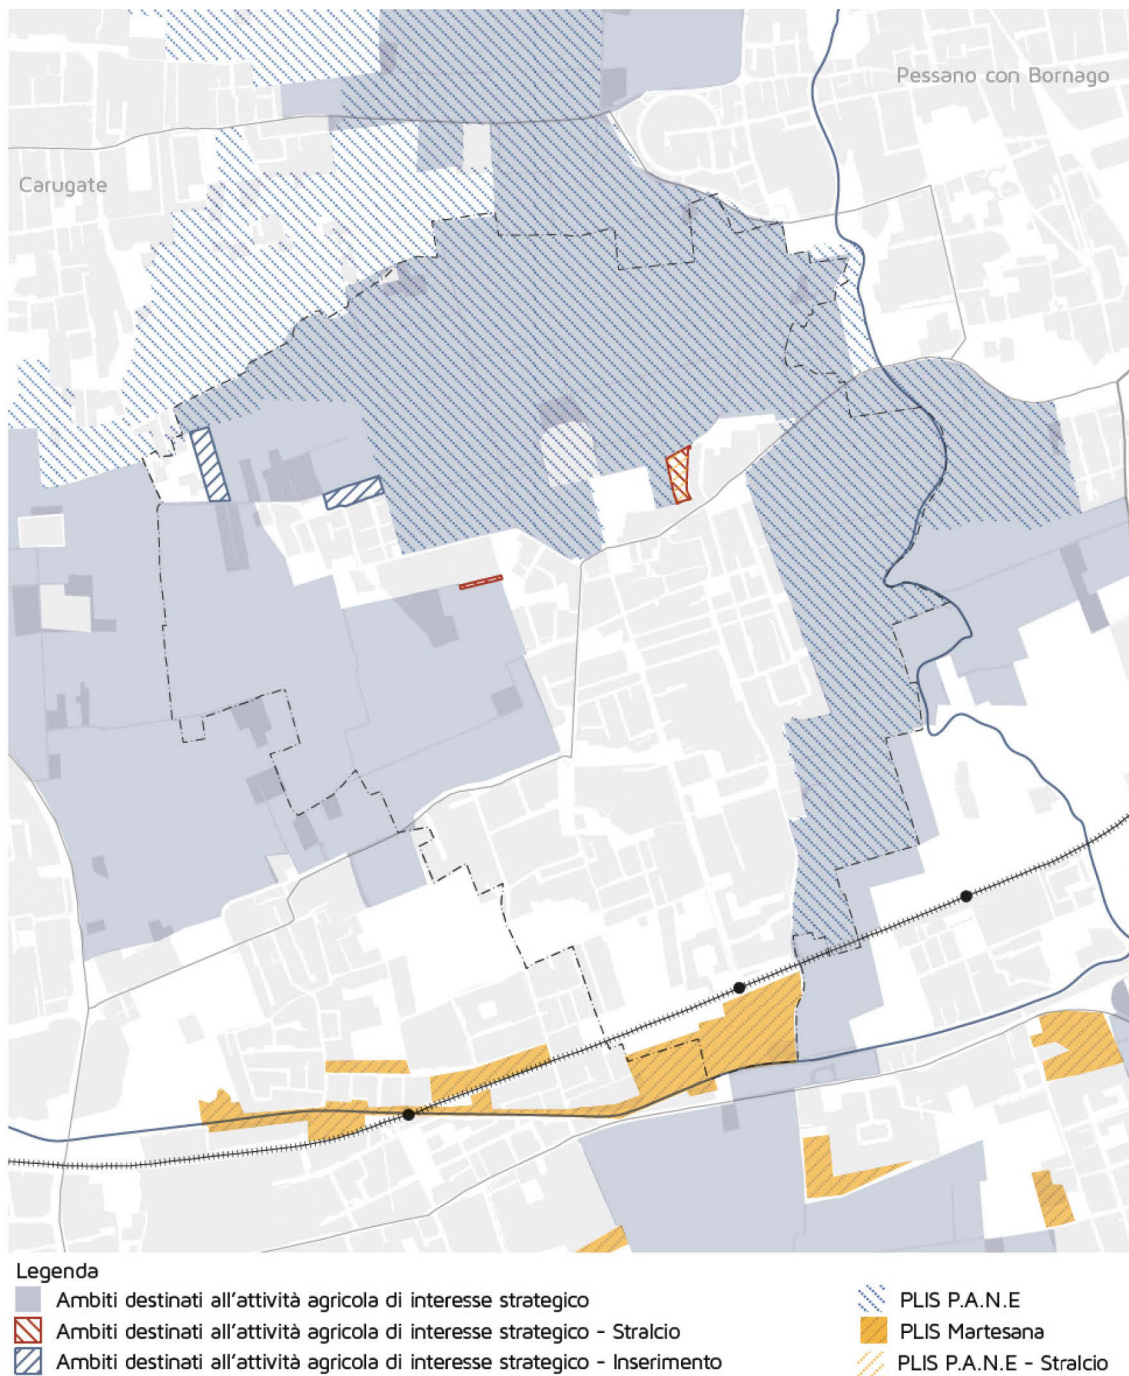 Pessano con Bornago
Carugate
Legenda
Ambiti destinati all'attività agricola di interesse strategico
Ambiti destinati all'attività agricola di interesse strategico - Stralcio
Ambiti destinati all'attività agricola di interesse strategico - Inserimento
PLIS P.A.N.E
PLIS Martesana
PLIS P.A.N.E - Stralcio